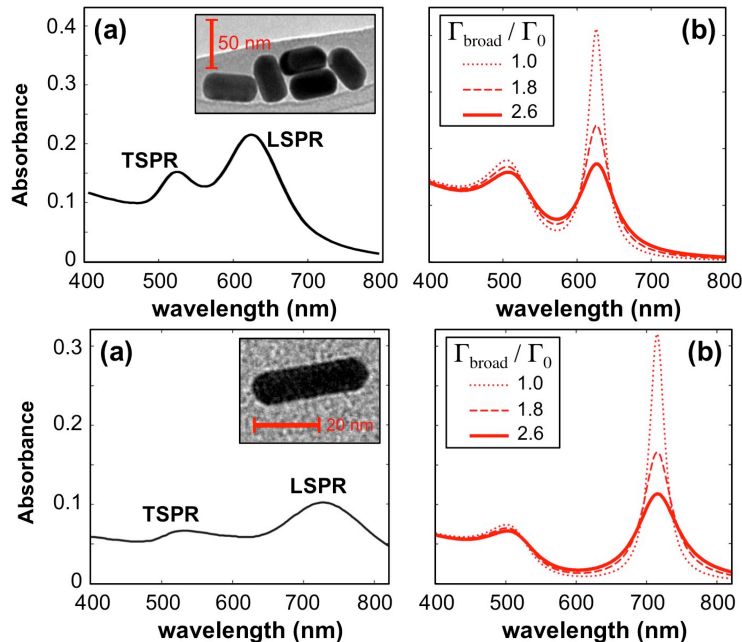 (a)
50 nm
TSPR
LSPR
Absorbance
0.4
0.3
0.2
0.1
0
400 500 600 700 800
wavelength (nm)
(b)
Γbroad / Γ0
1.0
1.8
2.6
400 500 600 700 800
wavelength (nm)
(a)
20 nm
TSPR
LSPR
Absorbance
0.3
0.2
0.1
0
400 500 600 700 800
wavelength (nm)
(b)
Γbroad / Γ0
1.0
1.8
2.6
400 500 600 700 800
wavelength (nm)